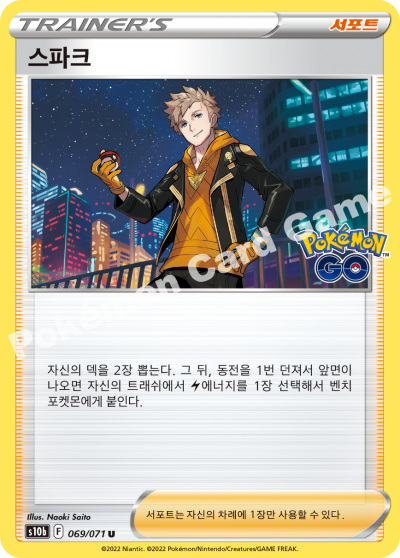 TRAINER'S 서포트
스파크
Pokémon Card Game
Pokémon
GO
자신의 덱을 2장 뽑는다. 그 뒤, 동전을 1번 던져서 앞면이
나오면 자신의 트래쉬에서 에너지를 1장 선택해서 벤치
포켓몬에게 붙인다.
Illus. Naoki Saito
s10b F 069/071 U
서포트는 자신의 차례에 1장만 사용할 수 있다.
©2022 Niantic. ©2022 Pokémon/Nintendo/Creatures/GAME FREAK.